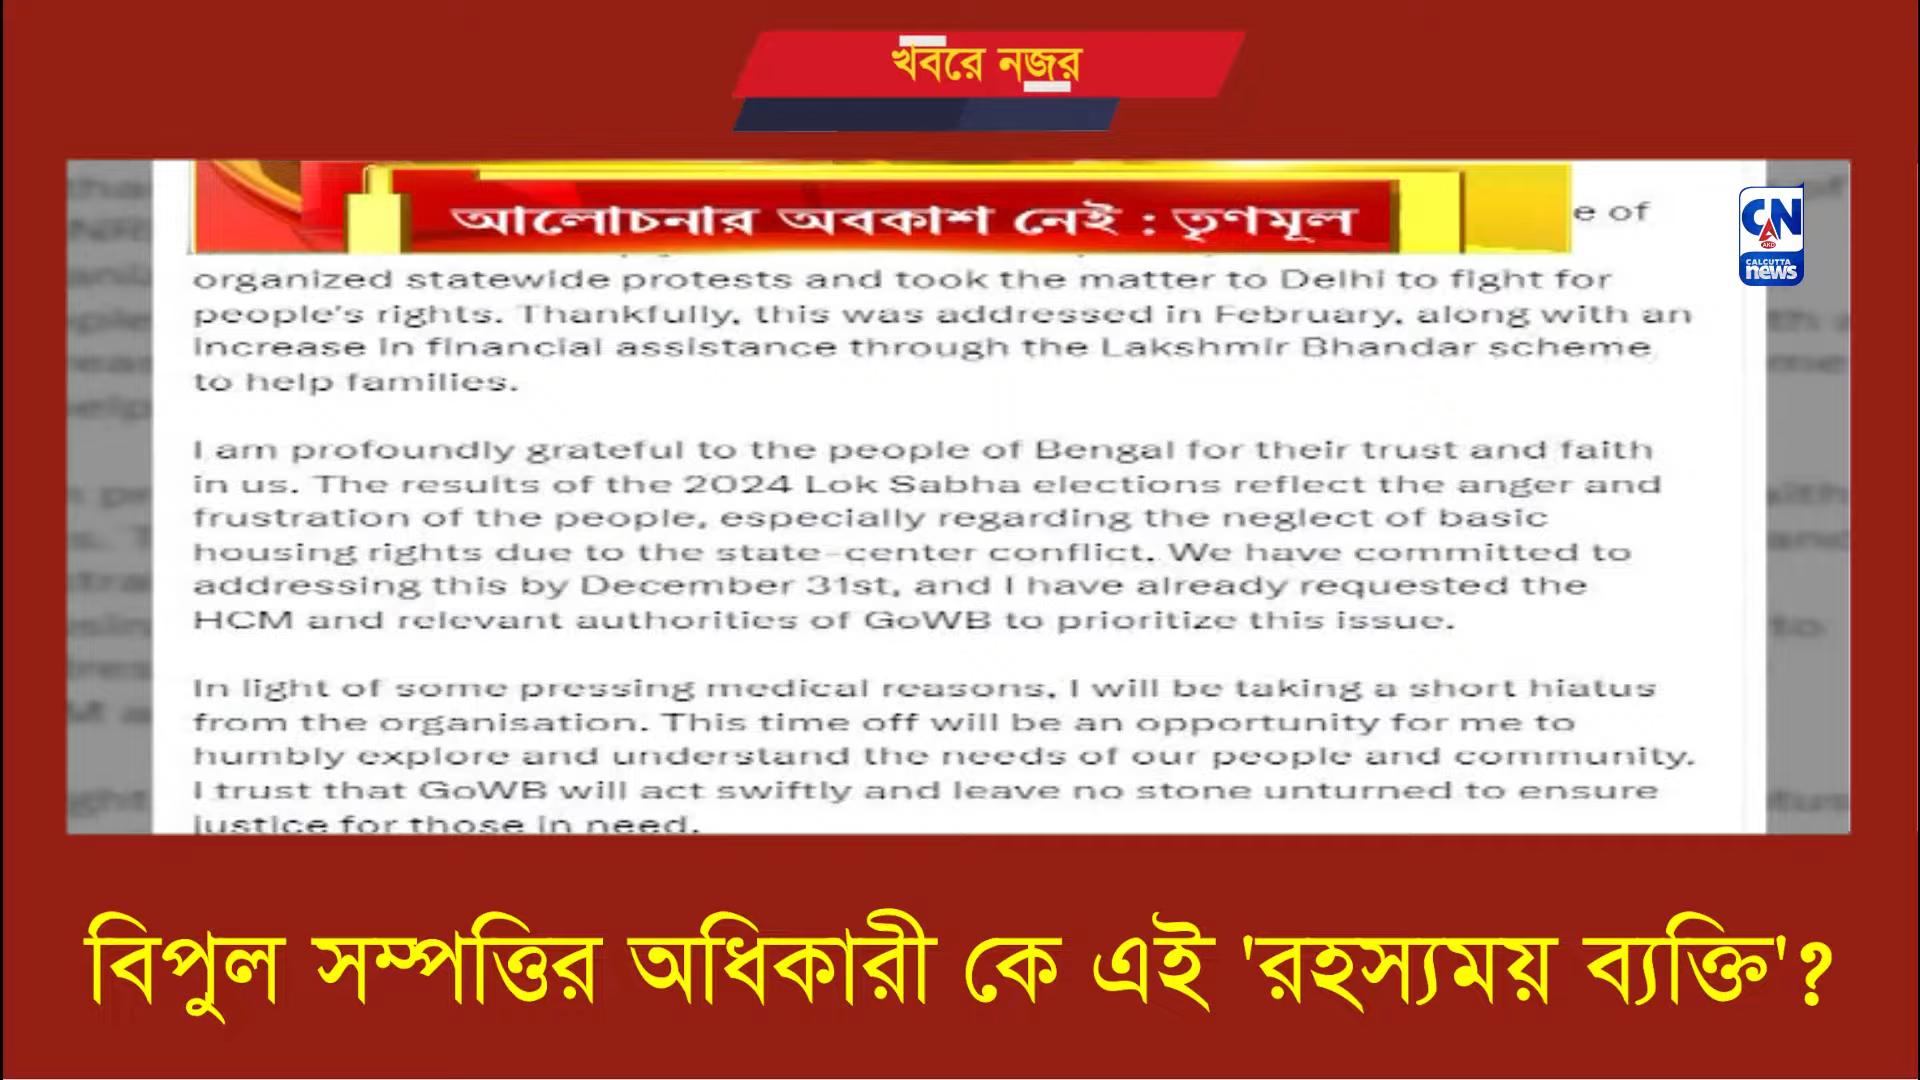 খবরে নজর
আলোচনার অবকাশ নেই : তৃণমূল
e of
CN
AKD
CALCUTTA
news
organized statewide protests and took the matter to Delhi to fight for
people's rights. Thankfully, this was addressed in February, along with an
increase in financial assistance through the Lakshmir Bhandar scheme
to help families.
I am profoundly grateful to the people of Bengal for their trust and faith
in us. The results of the 2024 Lok Sabha elections reflect the anger and
frustration of the people, especially regarding the neglect of basic
housing rights due to the state-center conflict. We have committed to
addressing this by December 31st, and I have already requested the
HCM and relevant authorities of GoWB to prioritize this issue.
In light of some pressing medical reasons, I will be taking a short hiatus
from the organisation. This time off will be an opportunity for me to
humbly explore and understand the needs of our people and community.
I trust that GoWB will act swiftly and leave no stone unturned to ensure
justice for those in need.
বিপুল সম্পত্তির অধিকারী কে এই 'রহস্যময় ব্যক্তি'?